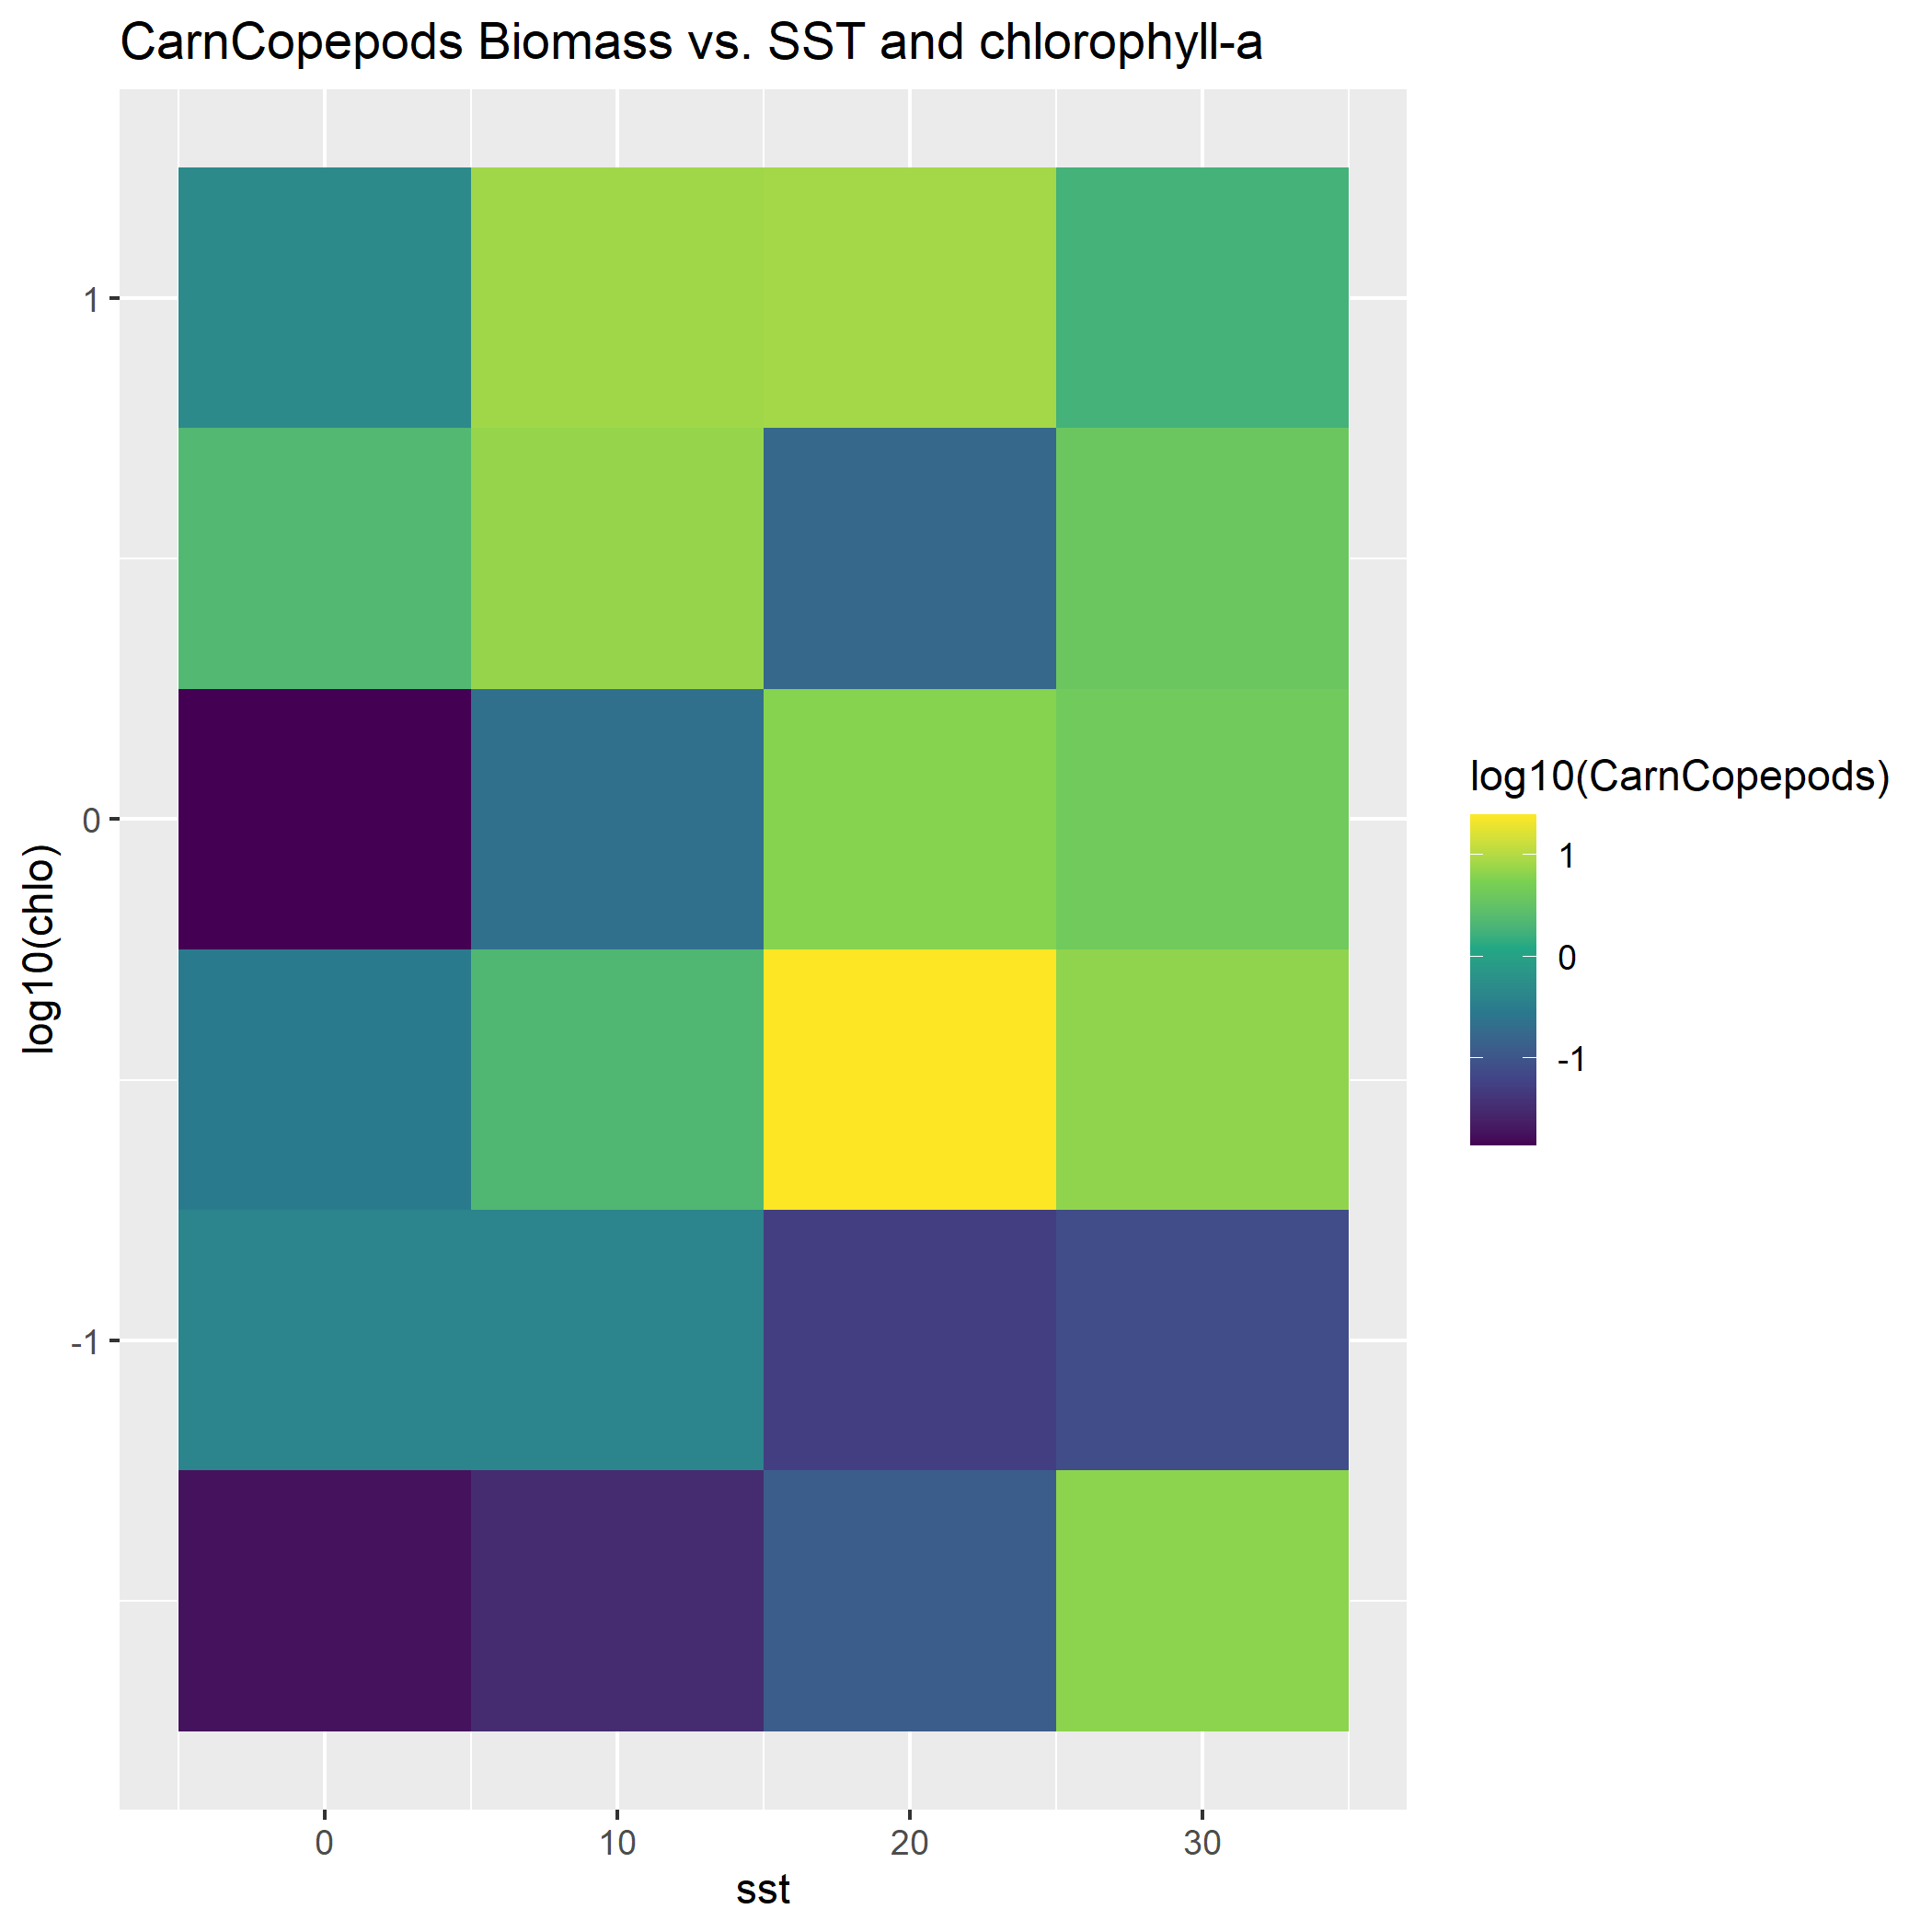 CarnCopepods Biomass vs. SST and chlorophyll-a
1
0
-1
log10(chlo)
0 10 20 30
sst
log10(CarnCopepods)
1
0
-1